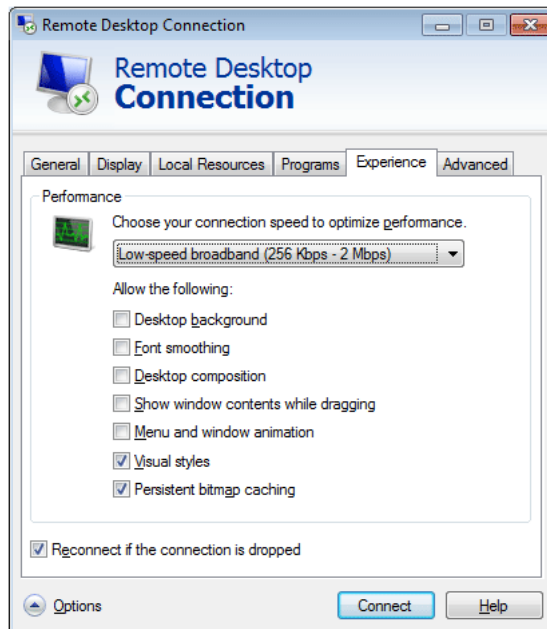 Remote Desktop Connection
Remote Desktop
Connection
General Display Local Resources Programs Experience Advanced
Performance
Choose your connection speed to optimize performance.
Low-speed broadband (256 Kbps - 2 Mbps)
Allow the following:
Desktop background
Font smoothing
Desktop composition
Show window contents while dragging
Menu and window animation
Visual styles
Persistent bitmap caching
Reconnect if the connection is dropped
Options Connect Help